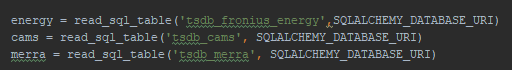 energy = read_sql_table('tsdb_fronius_energy',SQLALCHEMY_DATABASE_URI)
cams = read_sql_table('tsdb_cams', SQLALCHEMY_DATABASE_URI)
merra = read_sql_table('tsdb_merra', SQLALCHEMY_DATABASE_URI)